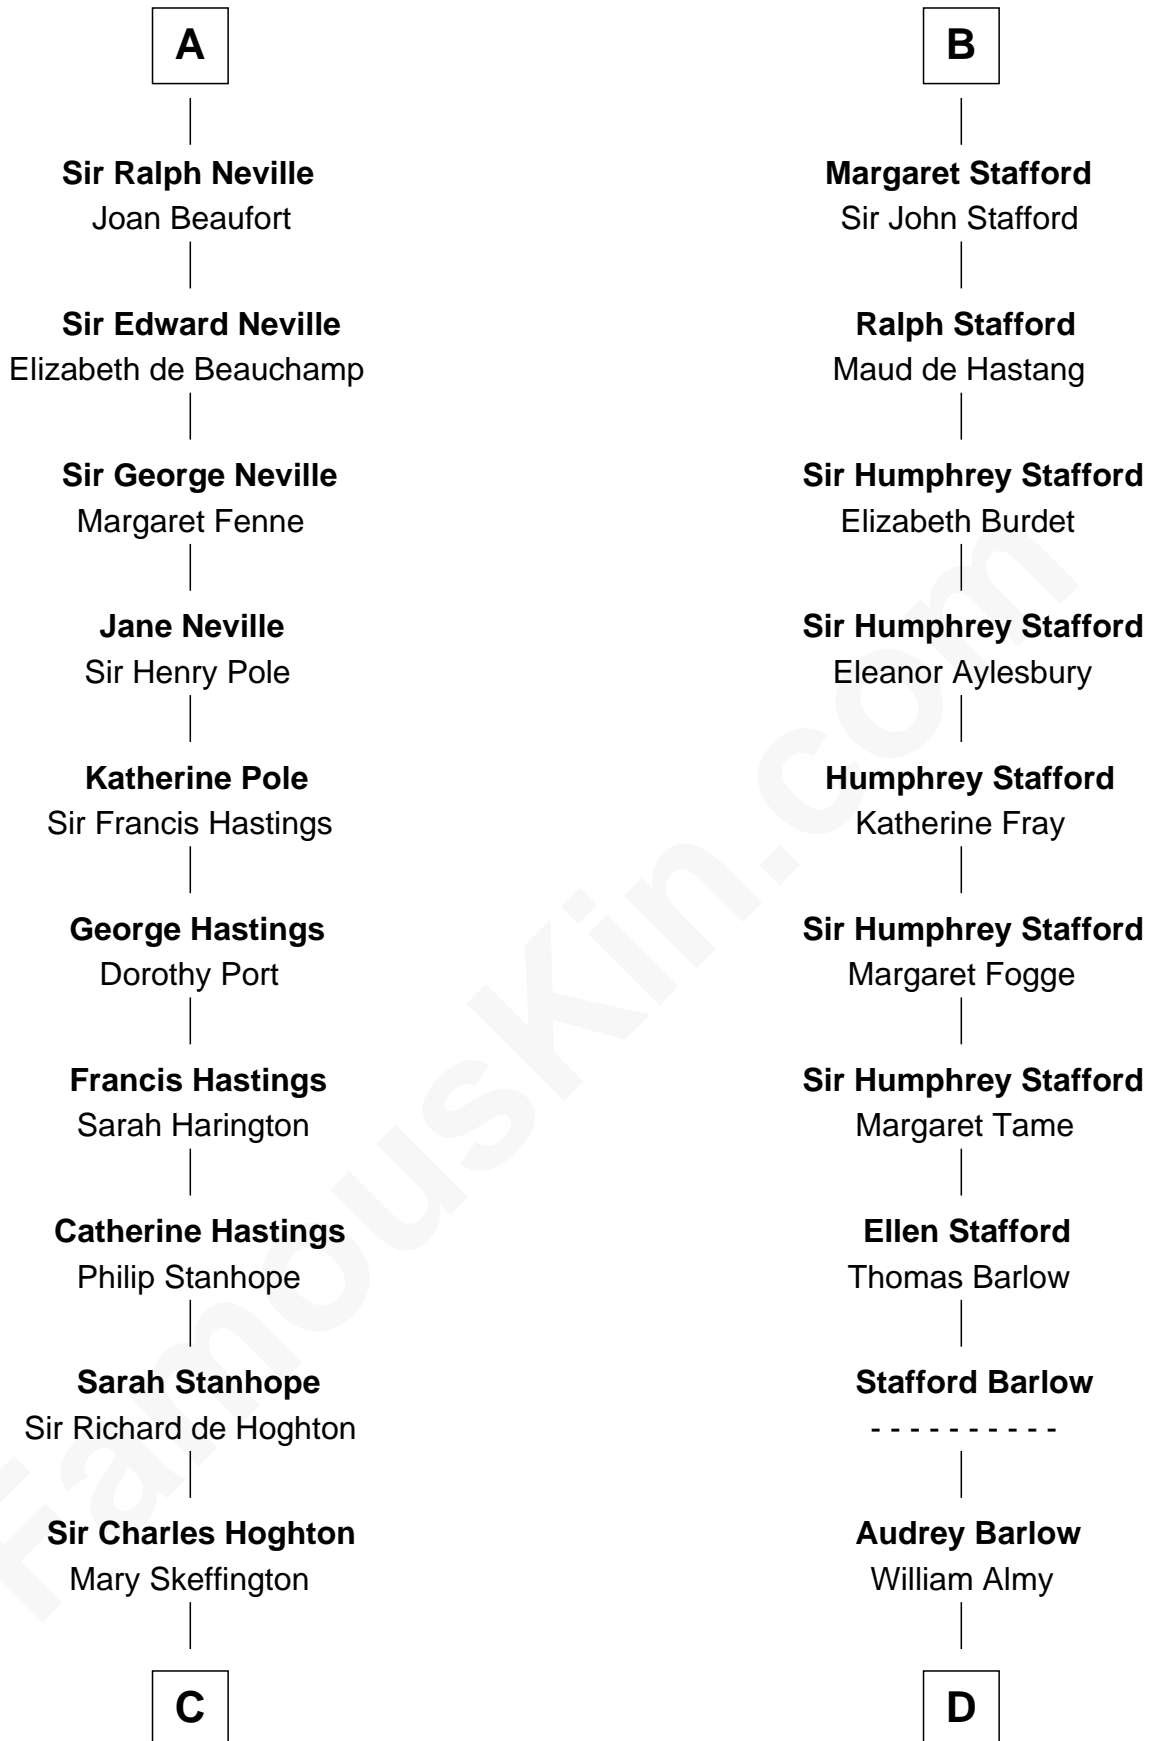 A
Sir Ralph Neville
Joan Beaufort
Sir Edward Neville
Elizabeth de Beauchamp
Sir George Neville
Margaret Fenne
Jane Neville
Sir Henry Pole
Katherine Pole
Sir Francis Hastings
George Hastings
Dorothy Port
Francis Hastings
Sarah Harington
Catherine Hastings
Philip Stanhope
Sarah Stanhope
Sir Richard de Hoghton
Sir Charles Hoghton
Mary Skeffington
C
B
Margaret Stafford
Sir John Stafford
Ralph Stafford
Maud de Hastang
Sir Humphrey Stafford
Elizabeth Burdet
Sir Humphrey Stafford
Eleanor Aylesbury
Humphrey Stafford
Katherine Fray
Sir Humphrey Stafford
Margaret Fogge
Sir Humphrey Stafford
Margaret Tame
Ellen Stafford
Thomas Barlow
Stafford Barlow
- - - - - - - - - -
Audrey Barlow
William Almy
D
FamousKin.com